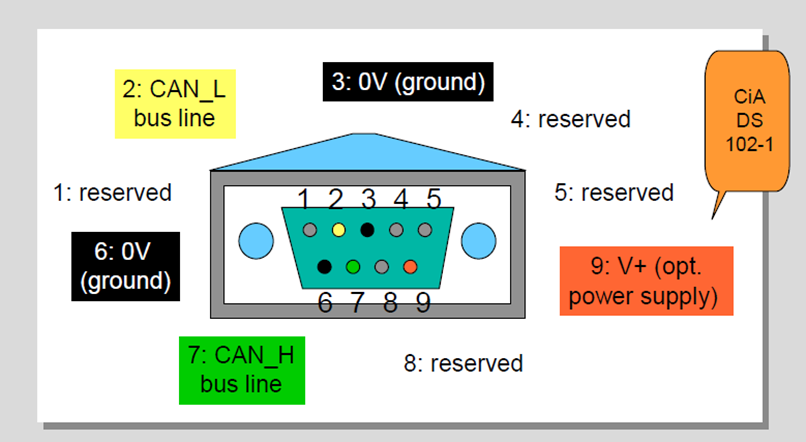 2: CAN_L
bus line
3: 0V (ground)
4: reserved
CiA
DS
102-1
1: reserved
1 2 3 4 5
5: reserved
6: 0V
(ground)
9: V+ (opt.
power supply)
6 7 8 9
7: CAN_H
bus line
8: reserved